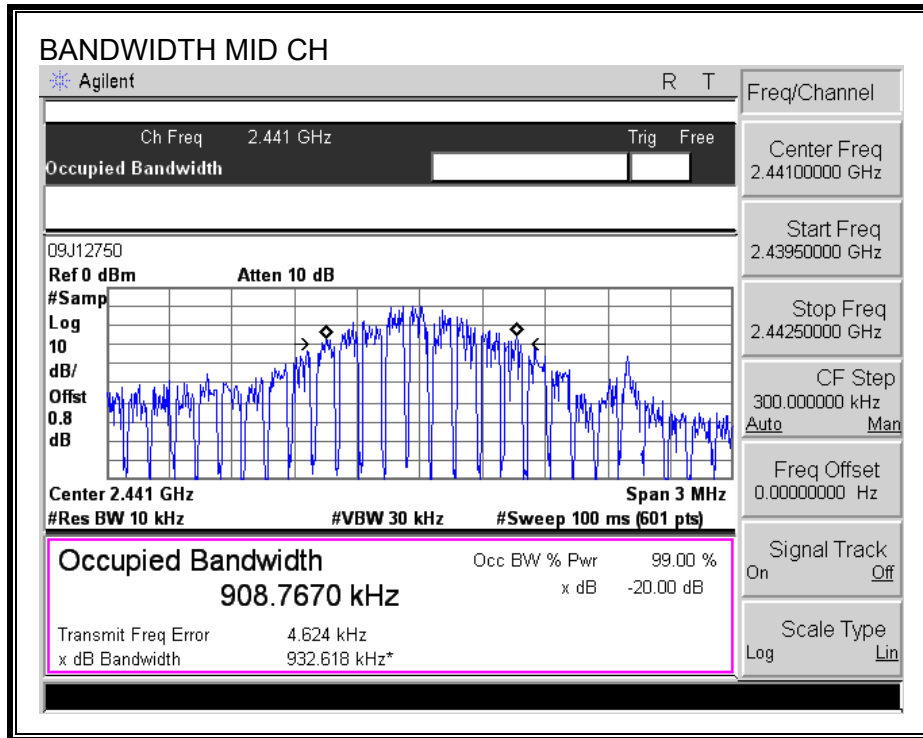 BANDWIDTH MID CH
Agilent R T
Ch Freq 2.441 GHz Trig Free
Occupied Bandwidth
09J12750
Ref 0 dBm Atten 10 dB
#Samp
Log
10
dB/
Offst
0.8
dB
Center 2.441 GHz Span 3 MHz
#Res BW 10 kHz #VBW 30 kHz #Sweep 100 ms (601 pts)
Occupied Bandwidth Occ BW % Pwr 99.00 %
908.7670 kHz x dB -20.00 dB
Transmit Freq Error 4.624 kHz
x dB Bandwidth 932.618 kHz*
Freq/Channel
Center Freq
2.44100000 GHz
Start Freq
2.43950000 GHz
Stop Freq
2.44250000 GHz
CF Step
300.000000 kHz
Auto Man
Freq Offset
0.00000000 Hz
Signal Track
On Off
Scale Type
Log Lin